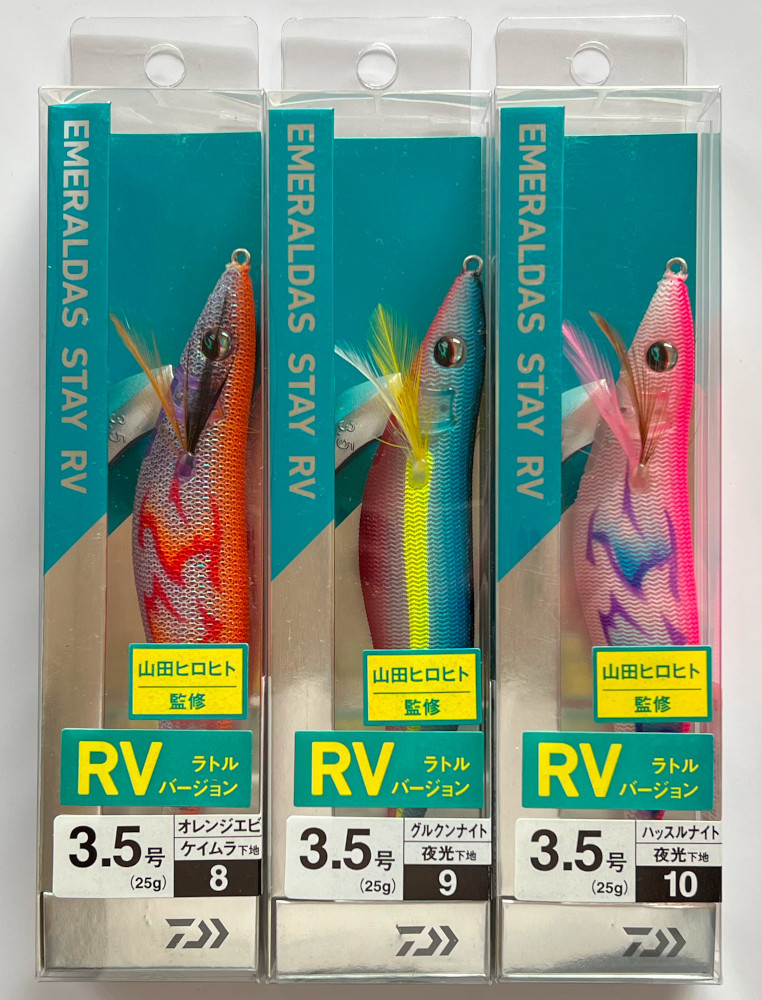 EMERALDAS STAY RV
3.5
山田ヒロヒト
監修
RV ラトル
バージョン
3.5号
(25g)
オレンジエビ
ケイムラ下地
8
EMERALDAS STAY RV
3.5
山田ヒロヒト
監修
RV ラトル
バージョン
3.5号
(25g)
グルクンナイト
夜光下地
9
EMERALDAS STAY RV
山田ヒロヒト
監修
RV ラトル
バージョン
3.5号
(25g)
ハッスルナイト
夜光下地
10